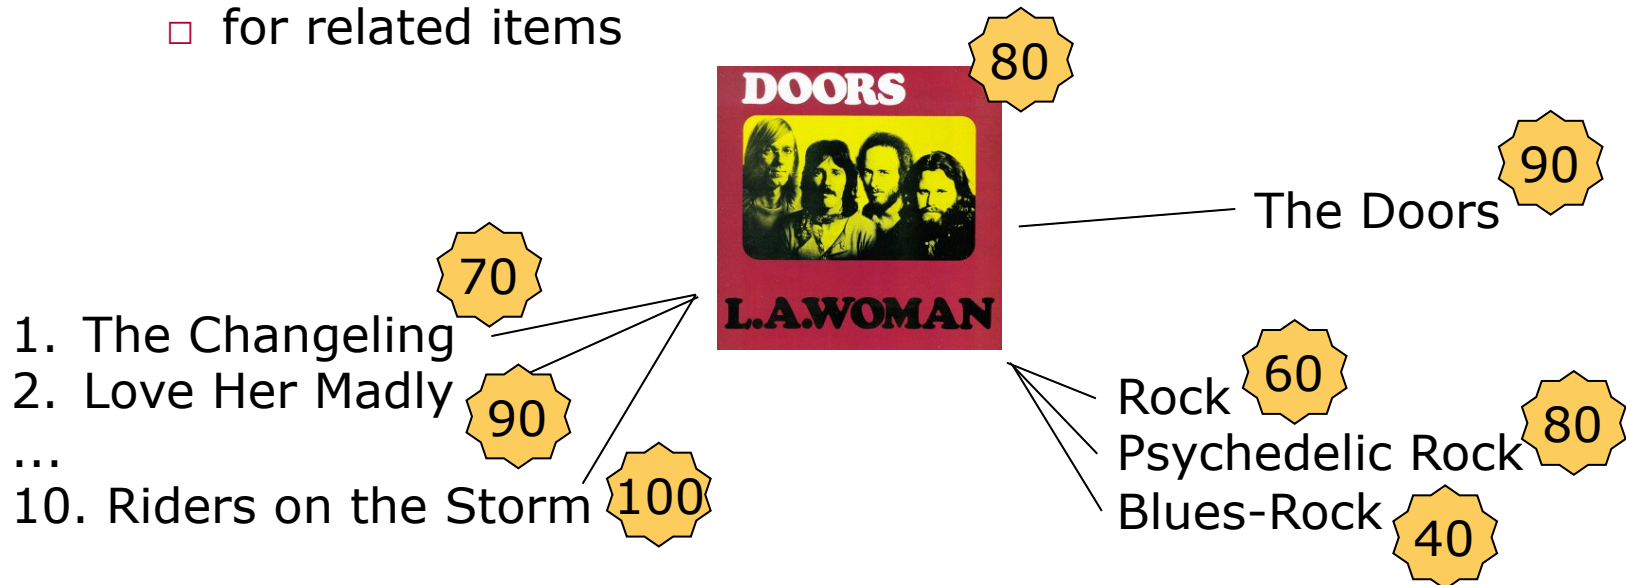 for related items
80
DOORS
L.A.WOMAN
90
The Doors
70
1. The Changeling
2. Love Her Madly
90
...
10. Riders on the Storm
100
Rock
60
Psychedelic Rock
80
Blues-Rock
40